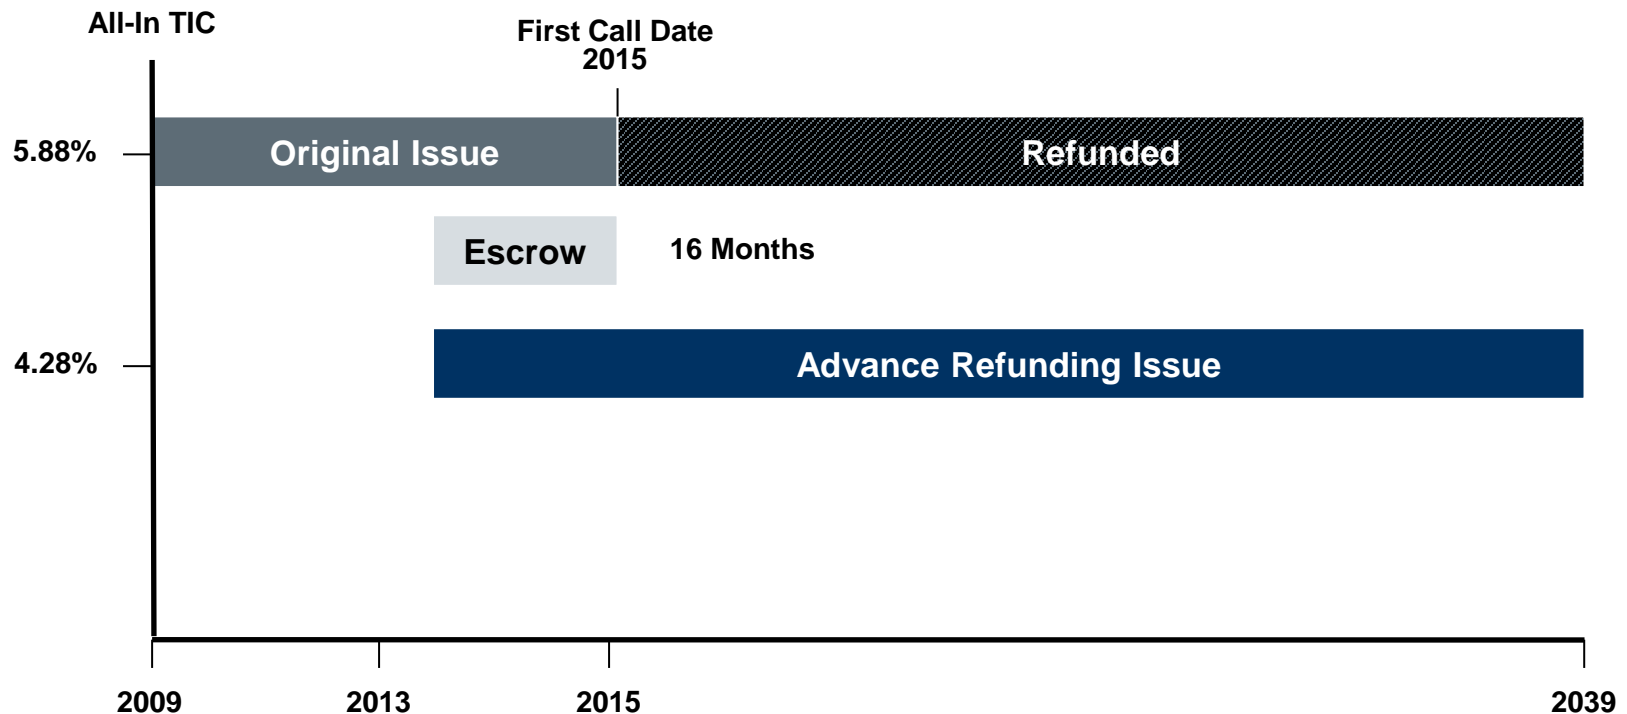 All-In TIC
First Call Date
2015
5.88%
Original Issue
Refunded
Escrow
16 Months
4.28%
Advance Refunding Issue
2009
2013
2015
2039